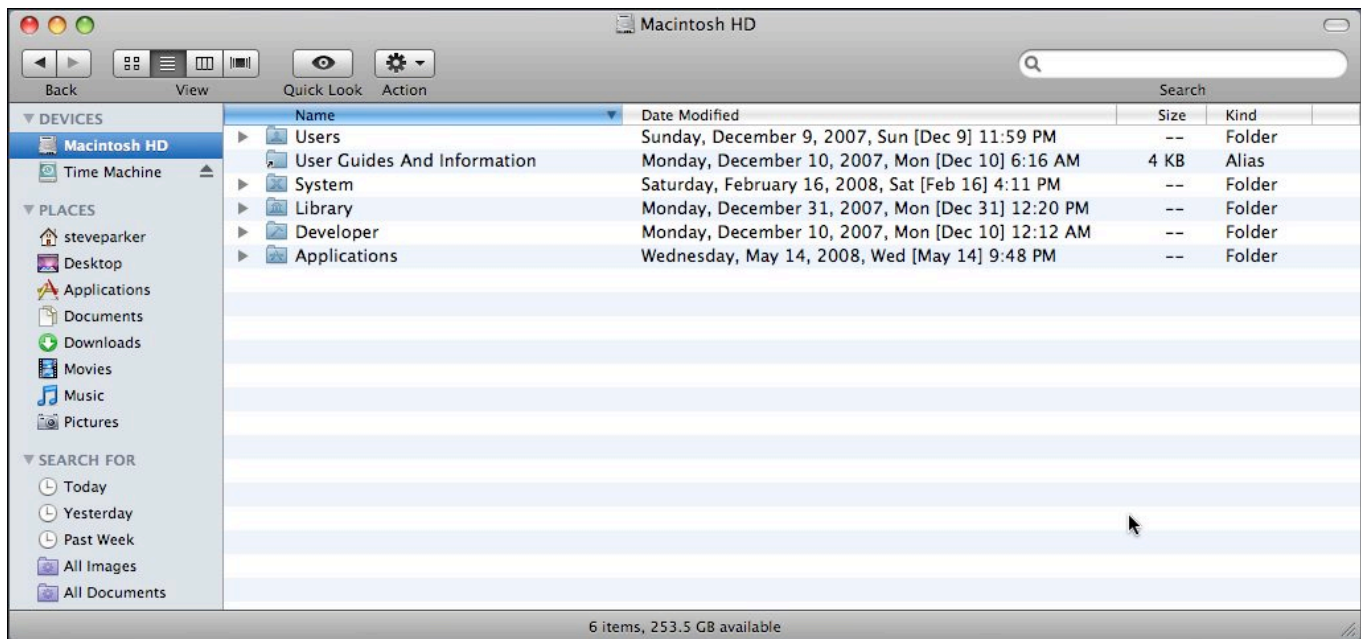 Macintosh HD
Back View Quick Look Action Search
DEVICES
Macintosh HD
Time Machine
PLACES
steveparker
Desktop
Applications
Documents
Downloads
Movies
Music
Pictures
SEARCH FOR
Today
Yesterday
Past Week
All Images
All Documents
Name Date Modified Size Kind
Users Sunday, December 9, 2007, Sun [Dec 9] 11:59 PM -- Folder
User Guides And Information Monday, December 10, 2007, Mon [Dec 10] 6:16 AM 4 KB Alias
System Saturday, February 16, 2008, Sat [Feb 16] 4:11 PM -- Folder
Library Monday, December 31, 2007, Mon [Dec 31] 12:20 PM -- Folder
Developer Monday, December 10, 2007, Mon [Dec 10] 12:12 AM -- Folder
Applications Wednesday, May 14, 2008, Wed [May 14] 9:48 PM -- Folder
6 items, 253.5 GB available